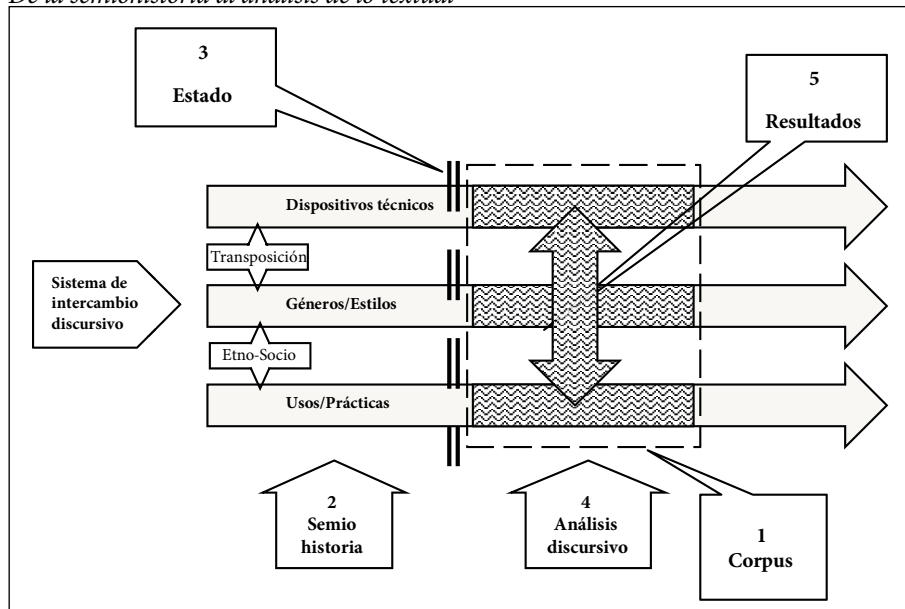 De la semiohistoria al análisis de lo textual
3
Estado
5
Resultados
Dispositivos técnicos
Transposición
Sistema de
intercambio
discursivo
Géneros/Estilos
Etno-Socio
Usos/Prácticas
2
Semio
historia
4
Análisis
discursivo
1
Corpus